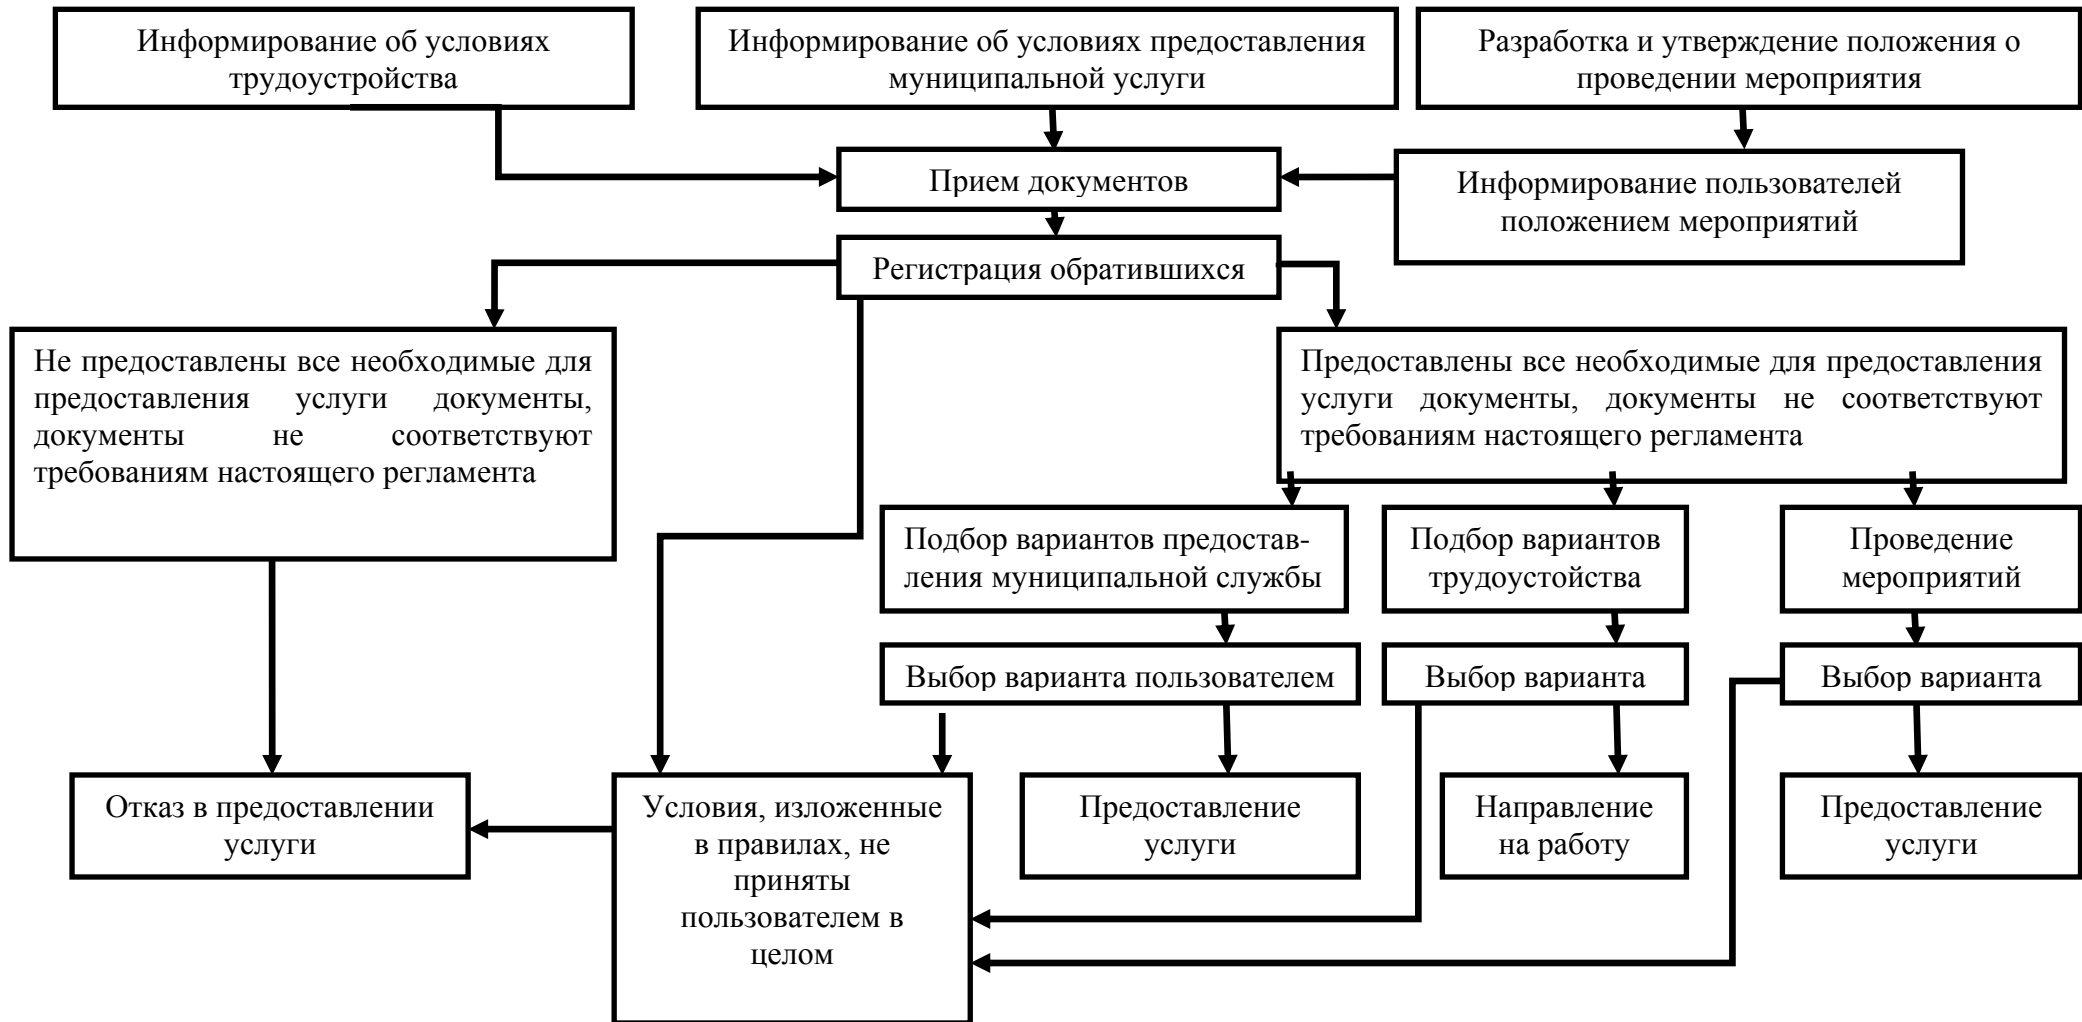 Информирование об условиях
трудоустройства
Информирование об условиях предоставления
муниципальной услуги
Разработка и утверждение положения о
проведении мероприятия
Прием документов
Информирование пользователей
положением мероприятий
Регистрация обратившихся
Не предоставлены все необходимые для
предоставления услуги документы,
документы не соответствуют
требованиям настоящего регламента
Предоставлены все необходимые для предоставления
услуги документы, документы не соответствуют
требованиям настоящего регламента
Подбор вариантов предостав-
ления муниципальной службы
Подбор вариантов
трудоустойства
Проведение
мероприятий
Выбор варианта пользователем
Выбор варианта
Выбор варианта
Отказ в предоставлении
услуги
Условия, изложенные
в правилах, не
приняты
пользователем в
целом
Предоставление
услуги
Направление
на работу
Предоставление
услуги